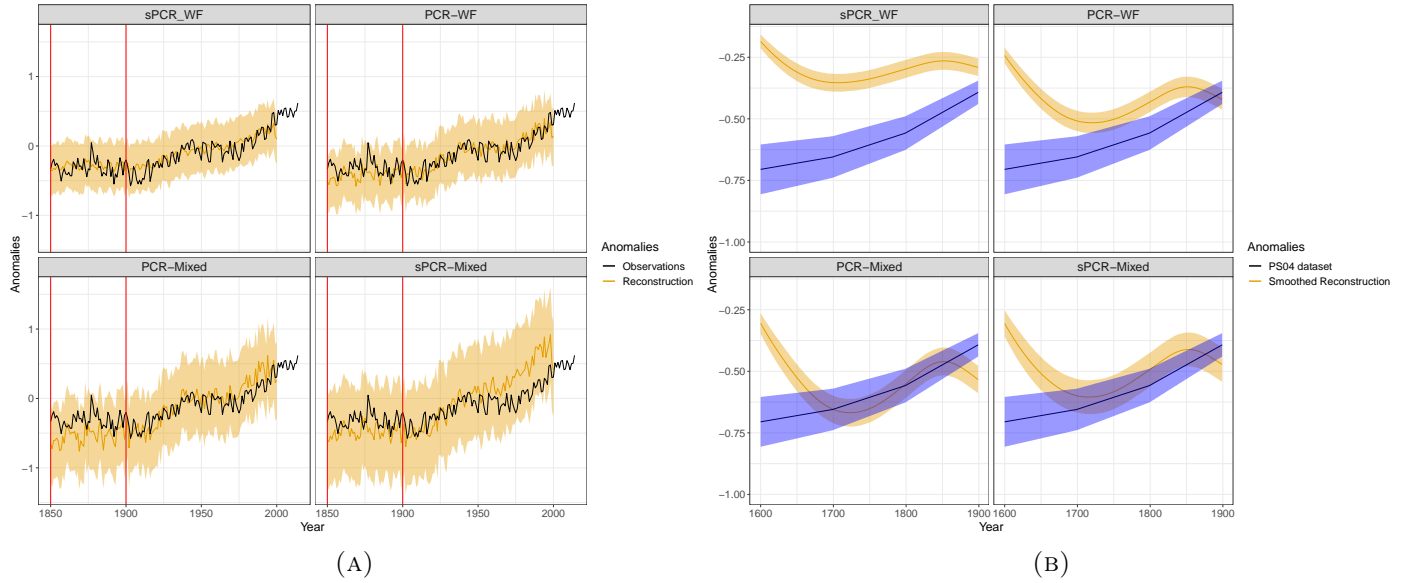 sPCR_WF
PCR−WF
1
0
−1
PCR−Mixed
sPCR−Mixed
1
0
−1
1850
1900
1950
2000
1850
1900
1950
2000
Year
Anomalies
Anomalies
Observations
Reconstruction
(A)
sPCR_WF
PCR−WF
−0.25
−0.50
−0.75
−1.00
PCR−Mixed
sPCR−Mixed
−0.25
−0.50
−0.75
−1.00
1600
1700
1800
1900
1600
1700
1800
1900
Year
Anomalies
Anomalies
PS04 dataset
Smoothed Reconstruction
(B)